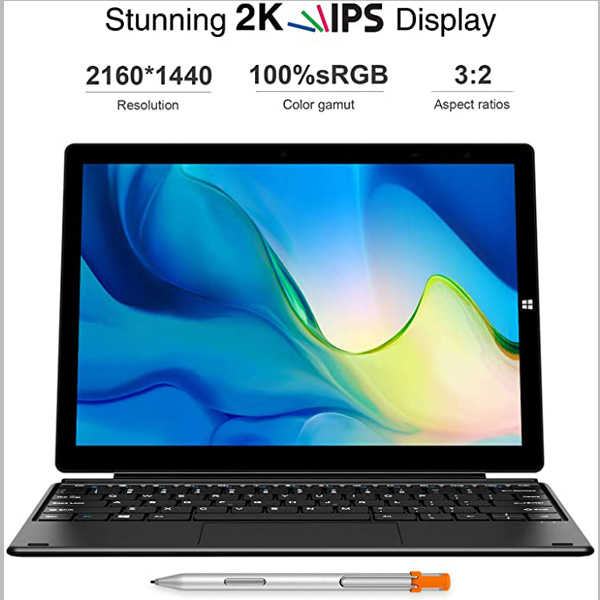 Stunning 2K IPS Display
2160*1440 100%sRGB 3:2
Resolution Color gamut Aspect ratios